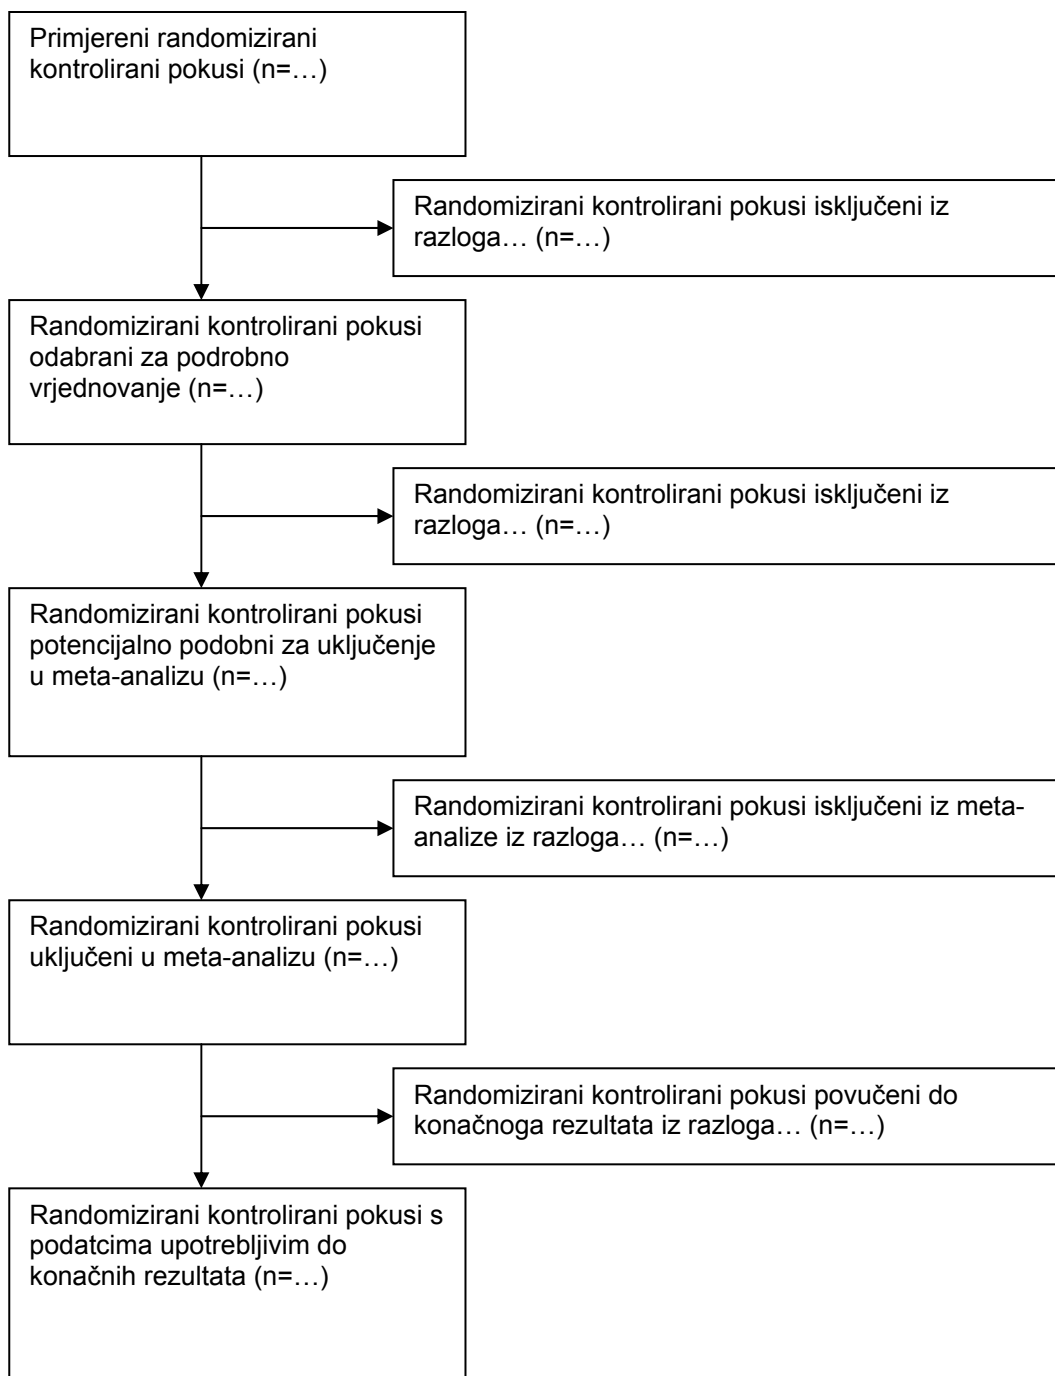 Primjereni randomizirani
kontrolirani pokusi (n=…)
Randomizirani kontrolirani pokusi isključeni iz
razloga… (n=…)
Randomizirani kontrolirani pokusi
odabrani za podrobno
vrjednovanje (n=…)
Randomizirani kontrolirani pokusi isključeni iz
razloga… (n=…)
Randomizirani kontrolirani pokusi
potencijalno podobni za uključenje
u meta-analizu (n=…)
Randomizirani kontrolirani pokusi isključeni iz meta-
analize iz razloga… (n=…)
Randomizirani kontrolirani pokusi
uključeni u meta-analizu (n=…)
Randomizirani kontrolirani pokusi povučeni do
konačnoga rezultata iz razloga… (n=…)
Randomizirani kontrolirani pokusi s
podatcima upotrebljivim do
konačnih rezultata (n=…)